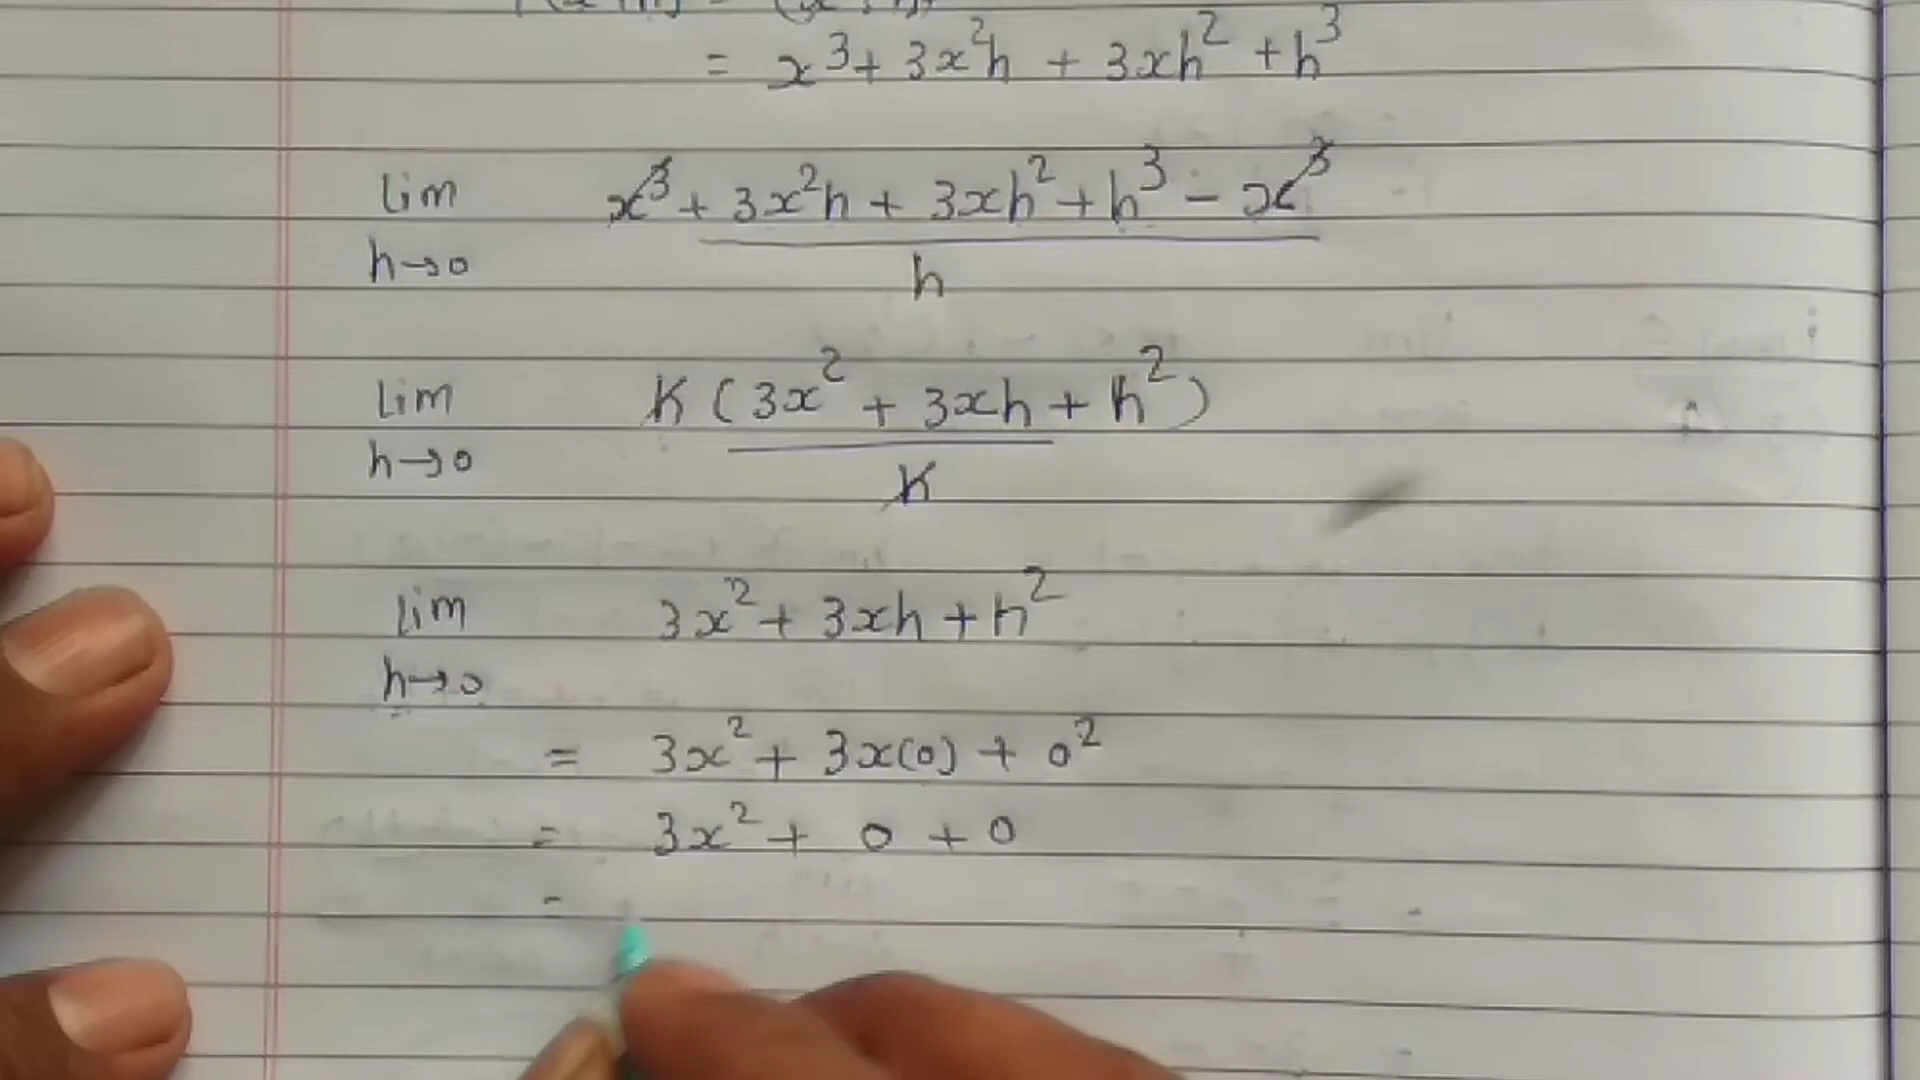 = x³ + 3x²h + 3xh² + h³
lim x³ + 3x²h + 3xh² + h³ - x³
h→0 h
lim h (3x² + 3xh + h²)
h→0 h
lim 3x² + 3xh + h²
h→0
= 3x² + 3x(0) + 0²
= 3x² + 0 + 0
=